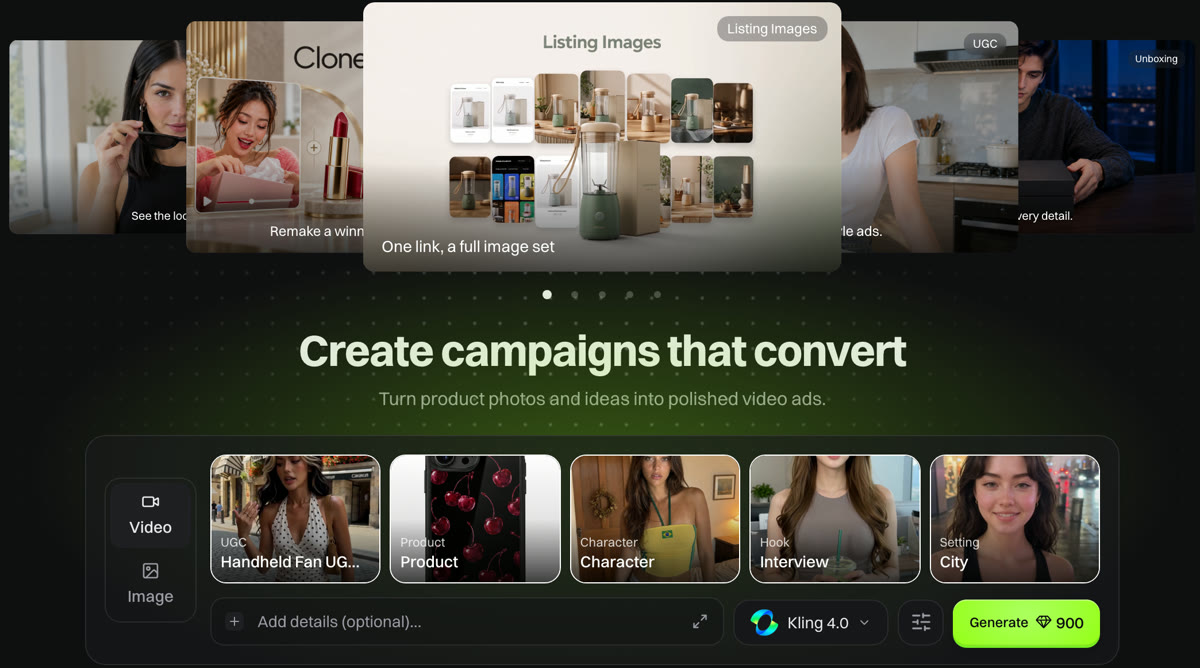 Listing Images
Listing Images
One link, a full image set
Clone
Remake a winn
See the loo
UGC
le ads.
Unboxing
very detail.
Create campaigns that convert
Turn product photos and ideas into polished video ads.
Video
Image
UGC
Handheld Fan UG...
Product
Product
Character
Character
Hook
Interview
Setting
City
Add details (optional)...
Kling 4.0
Generate 900